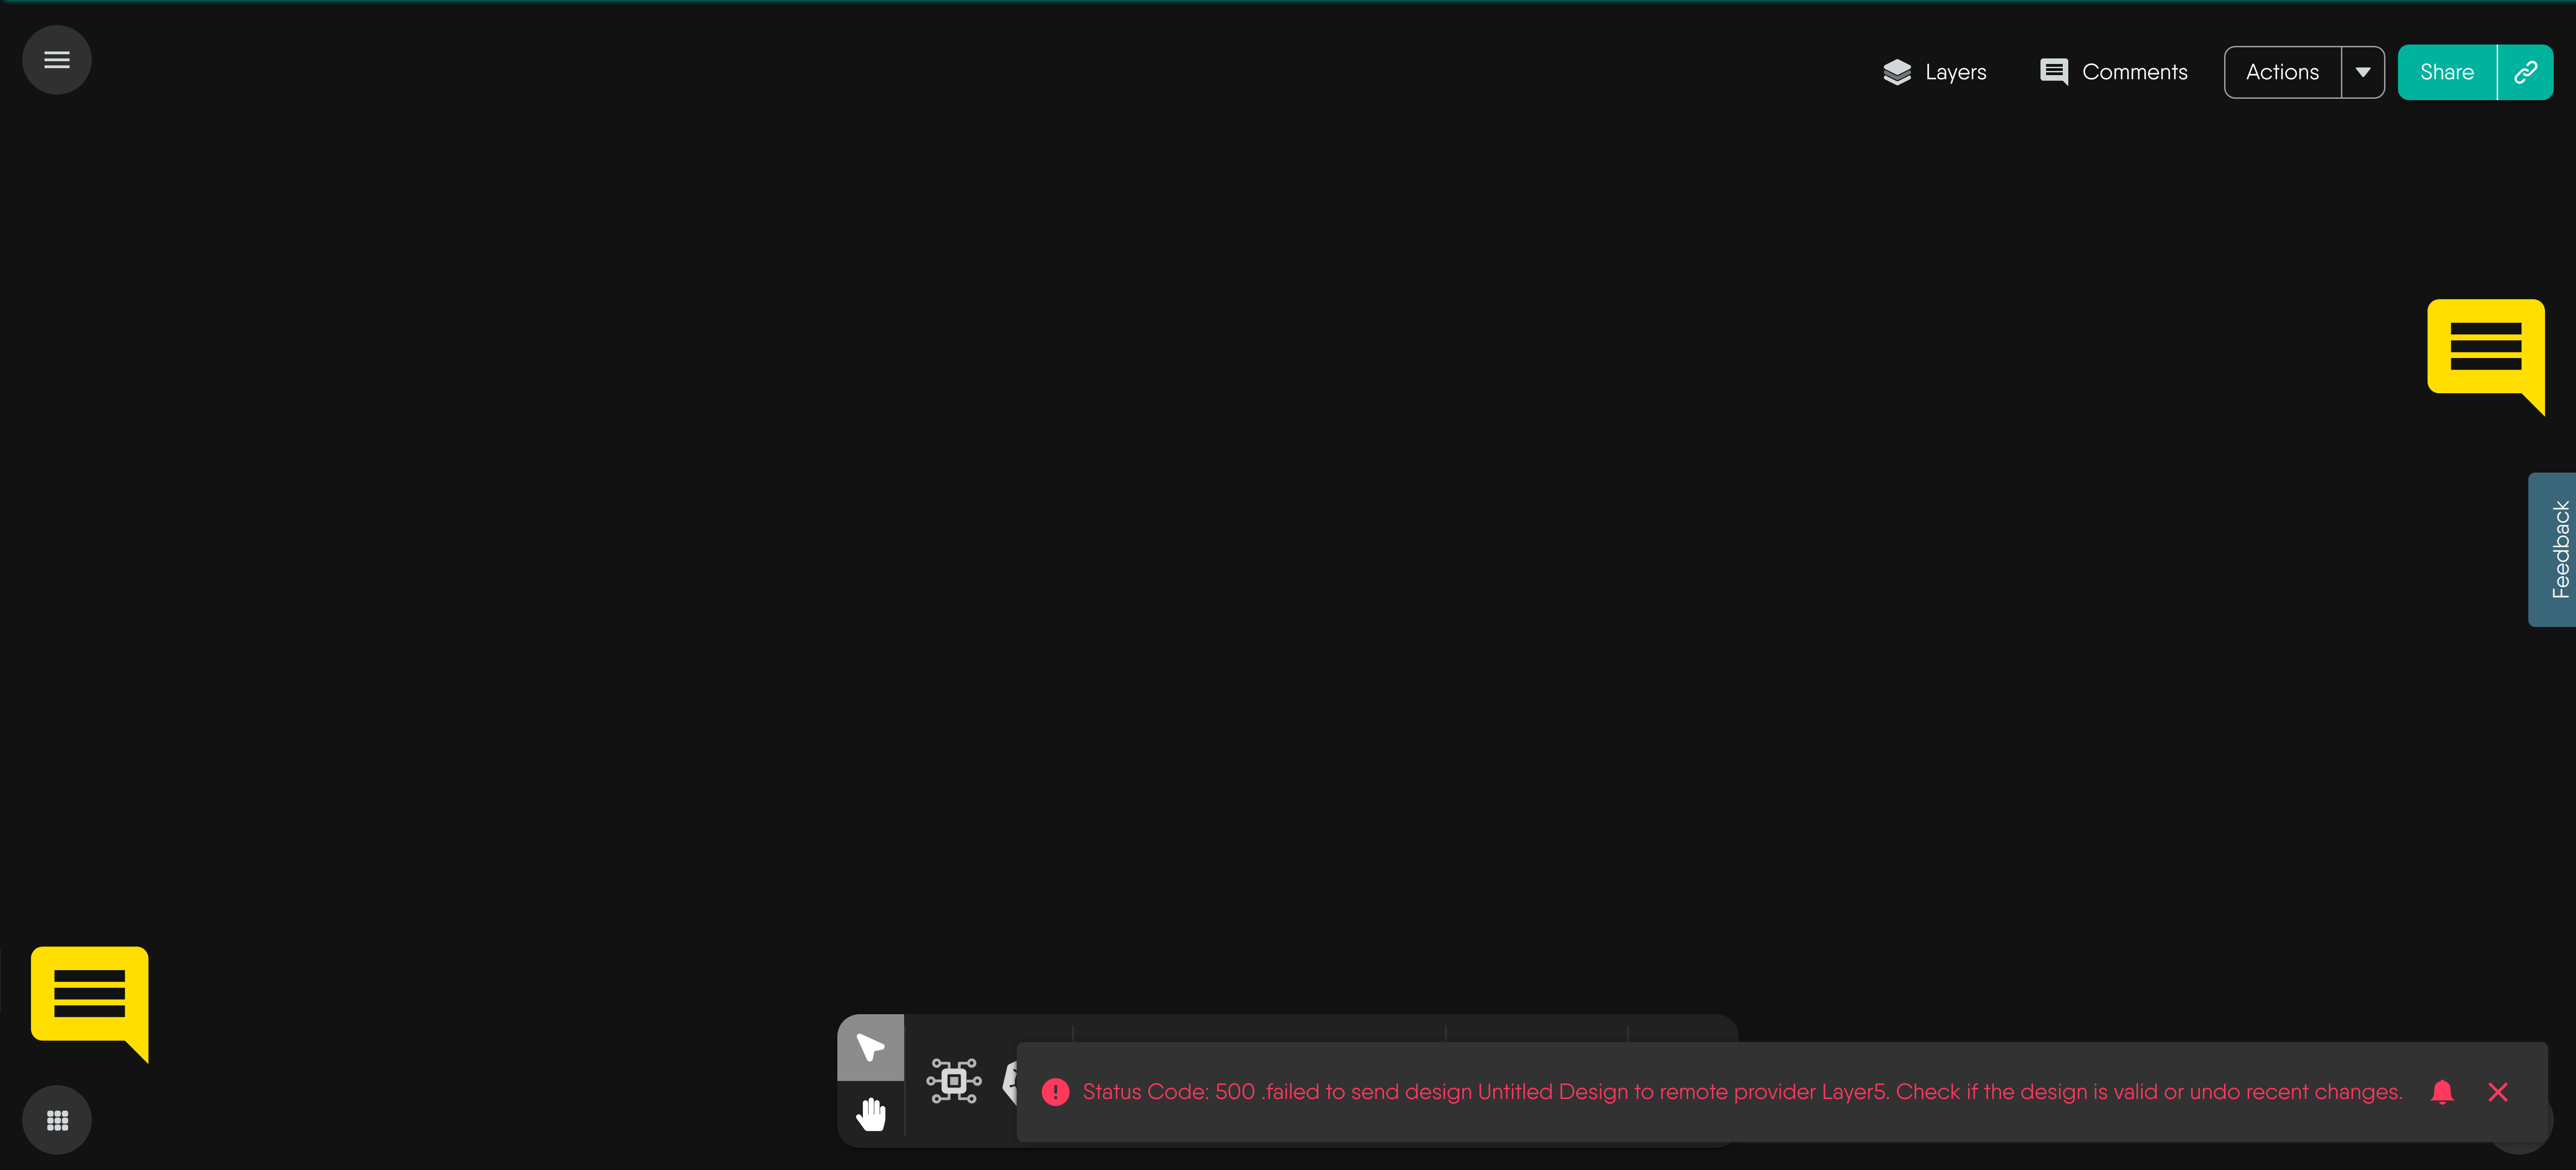 Layers
Comments
Actions
Share
Feedback
Status Code: 500 .failed to send design Untitled Design to remote provider Layer5. Check if the design is valid or undo recent changes.